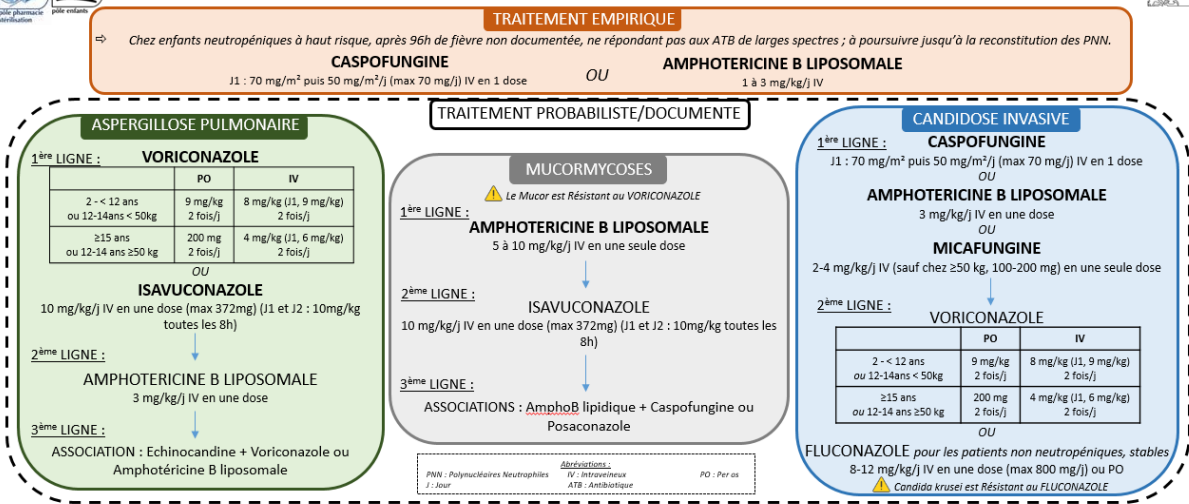 pôle pharmacie
stérilisation
pôle enfants
TRAITEMENT EMPIRIQUE
⇨ Chez enfants neutropéniques à haut risque, après 96h de fièvre non documentée, ne répondant pas aux ATB de larges spectres ; à poursuivre jusqu'à la reconstitution des PNN.
CASPOFUNGINE
J1 : 70 mg/m² puis 50 mg/m²/j (max 70 mg/j) IV en 1 dose
OU
AMPHOTERICINE B LIPOSOMALE
1 à 3 mg/kg/j IV
TRAITEMENT PROBABILISTE/DOCUMENTE
ASPERGILLOSE PULMONAIRE
1ère LIGNE :
VORICONAZOLE
PO IV
2 - < 12 ans 9 mg/kg 8 mg/kg (J1, 9 mg/kg)
ou 12-14ans < 50kg 2 fois/j 2 fois/j
≥15 ans 200 mg 4 mg/kg (J1, 6 mg/kg)
ou 12-14 ans ≥50 kg 2 fois/j 2 fois/j
OU
ISAVUCONAZOLE
10 mg/kg/j IV en une dose (max 372mg) (J1 et J2 : 10mg/kg
toutes les 8h)
2ème LIGNE :
AMPHOTERICINE B LIPOSOMALE
3 mg/kg/j IV en une dose
3ème LIGNE :
ASSOCIATION : Echinocandine + Voriconazole ou
Amphotéricine B liposomale
MUCORMYCOSES
Le Mucor est Résistant au VORICONAZOLE
1ère LIGNE :
AMPHOTERICINE B LIPOSOMALE
5 à 10 mg/kg/j IV en une seule dose
2ème LIGNE :
ISAVUCONAZOLE
10 mg/kg/j IV en une dose (max 372mg) (J1 et J2 : 10mg/kg toutes les
8h)
3ème LIGNE :
ASSOCIATIONS : AmphoB lipidique + Caspofungine ou
Posaconazole
Abréviations :
PNN : Polynucléaires Neutrophiles IV : Intraveineux PO : Per os
J : Jour ATB : Antibiotique
CANDIDOSE INVASIVE
1ère LIGNE :
CASPOFUNGINE
J1 : 70 mg/m² puis 50 mg/m²/j (max 70 mg/j) IV en 1 dose
OU
AMPHOTERICINE B LIPOSOMALE
3 mg/kg/j IV en une dose
OU
MICAFUNGINE
2-4 mg/kg/j IV (sauf chez ≥50 kg, 100-200 mg) en une seule dose
2ème LIGNE :
VORICONAZOLE
PO IV
2 - < 12 ans 9 mg/kg 8 mg/kg (J1, 9 mg/kg)
ou 12-14ans < 50kg 2 fois/j 2 fois/j
≥15 ans 200 mg 4 mg/kg (J1, 6 mg/kg)
ou 12-14 ans ≥50 kg 2 fois/j 2 fois/j
OU
FLUCONAZOLE pour les patients non neutropéniques, stables
8-12 mg/kg/j IV en une dose (max 800 mg/j) ou PO
Candida krusei est Résistant au FLUCONAZOLE